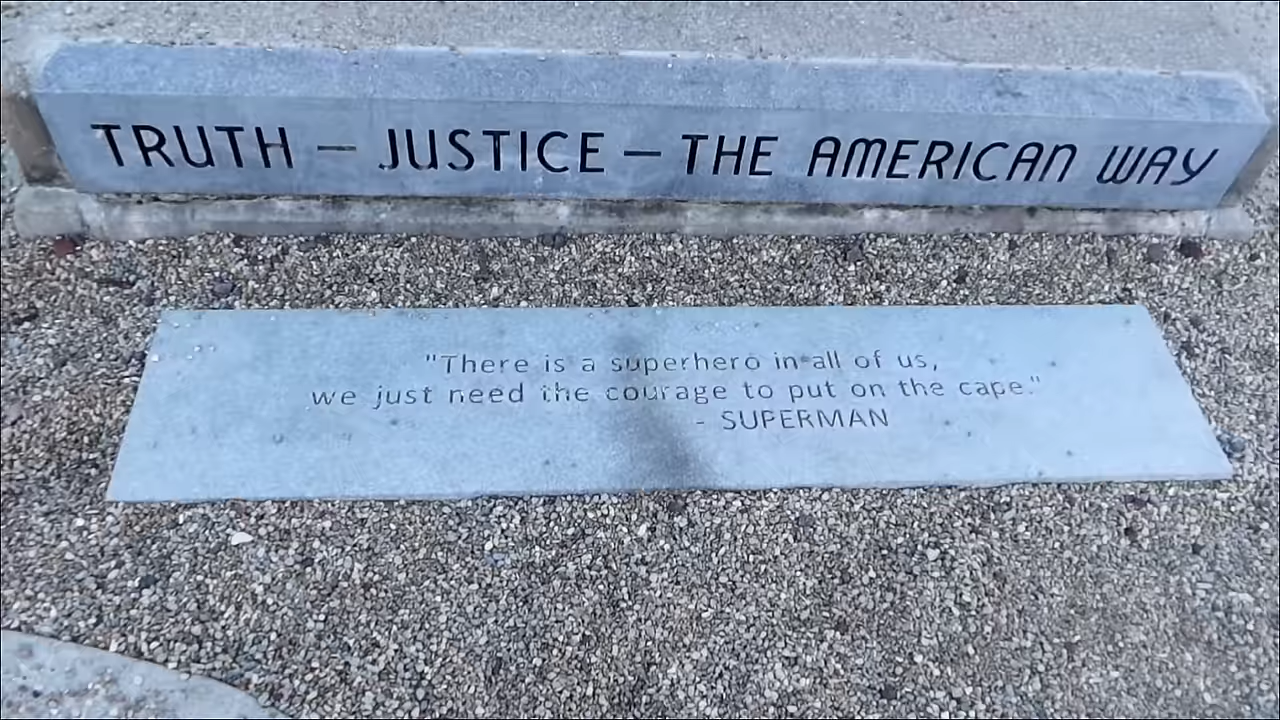 TRUTH — JUSTICE — THE AMERICAN WAY
"There is a superhero in all of us,
we just need the courage to put on the cape."
- SUPERMAN